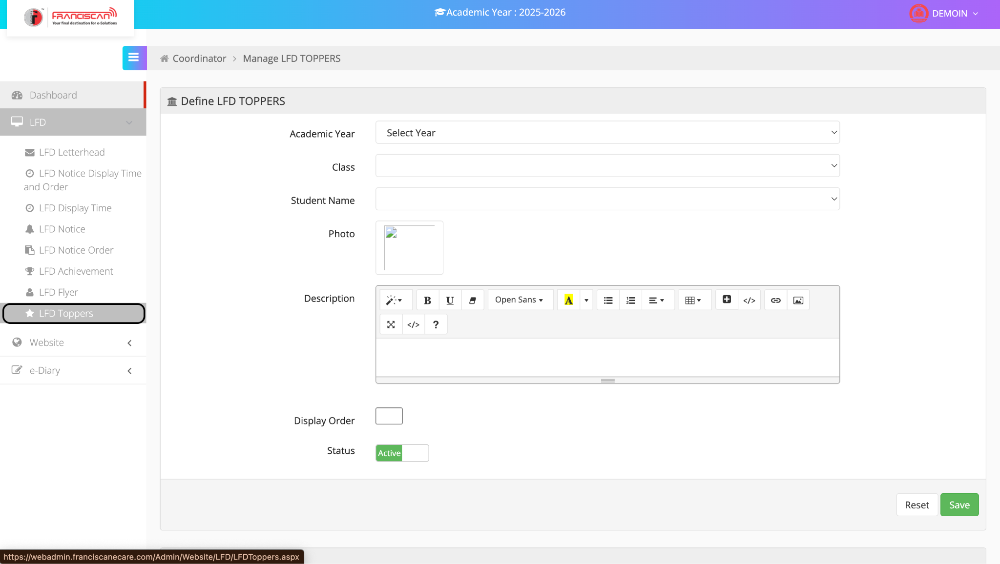 FRANCISCAN
Your final destination for e-Solutions
Academic Year : 2025-2026
DEMOIN
Coordinator > Manage LFD TOPPERS
Dashboard
LFD
LFD Letterhead
LFD Notice Display Time
and Order
LFD Display Time
LFD Notice
LFD Notice Order
LFD Achievement
LFD Flyer
LFD Toppers
Website
e-Diary
Define LFD TOPPERS
Academic Year
Select Year
Class
Student Name
Photo
Description
B U Open Sans A </>
</> ?
Display Order
Status
Active
Reset
Save
https://webadmin.franciscanecare.com/Admin/Website/LFD/LFDToppers.aspx